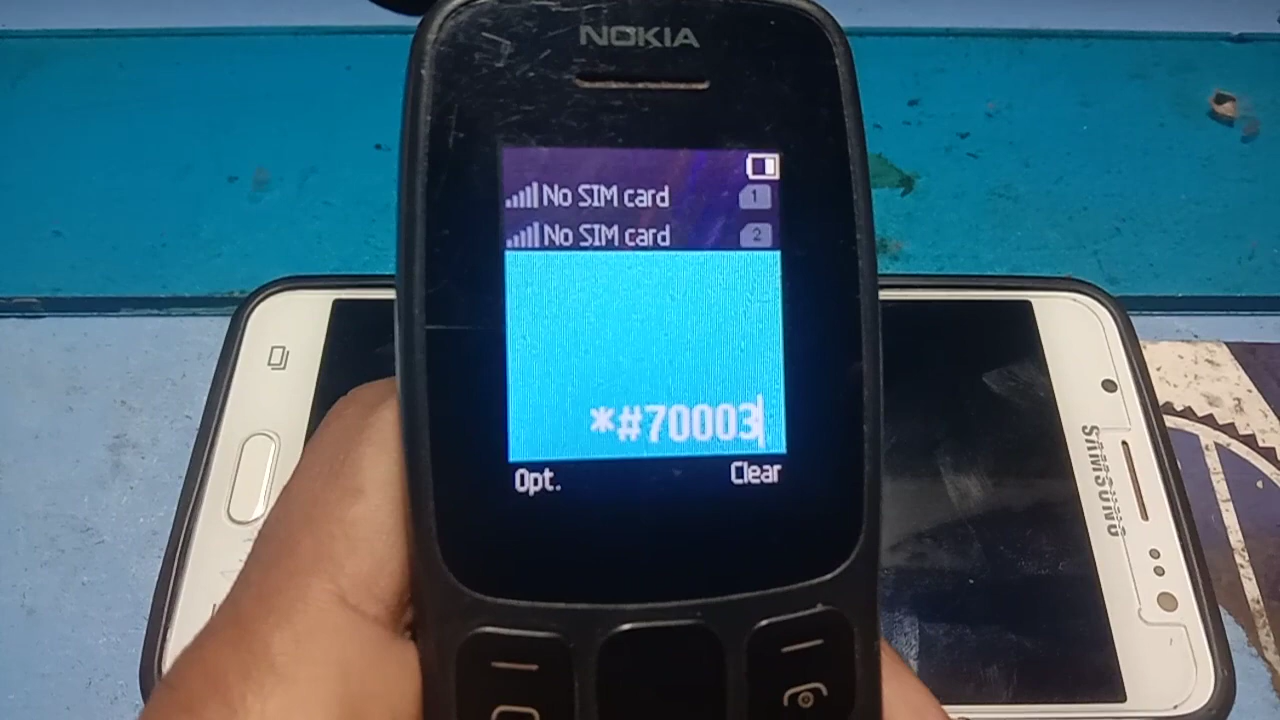 NOKIA
No SIM card 1
No SIM card 2
*#70003
Opt. Clear
SAMSUNG